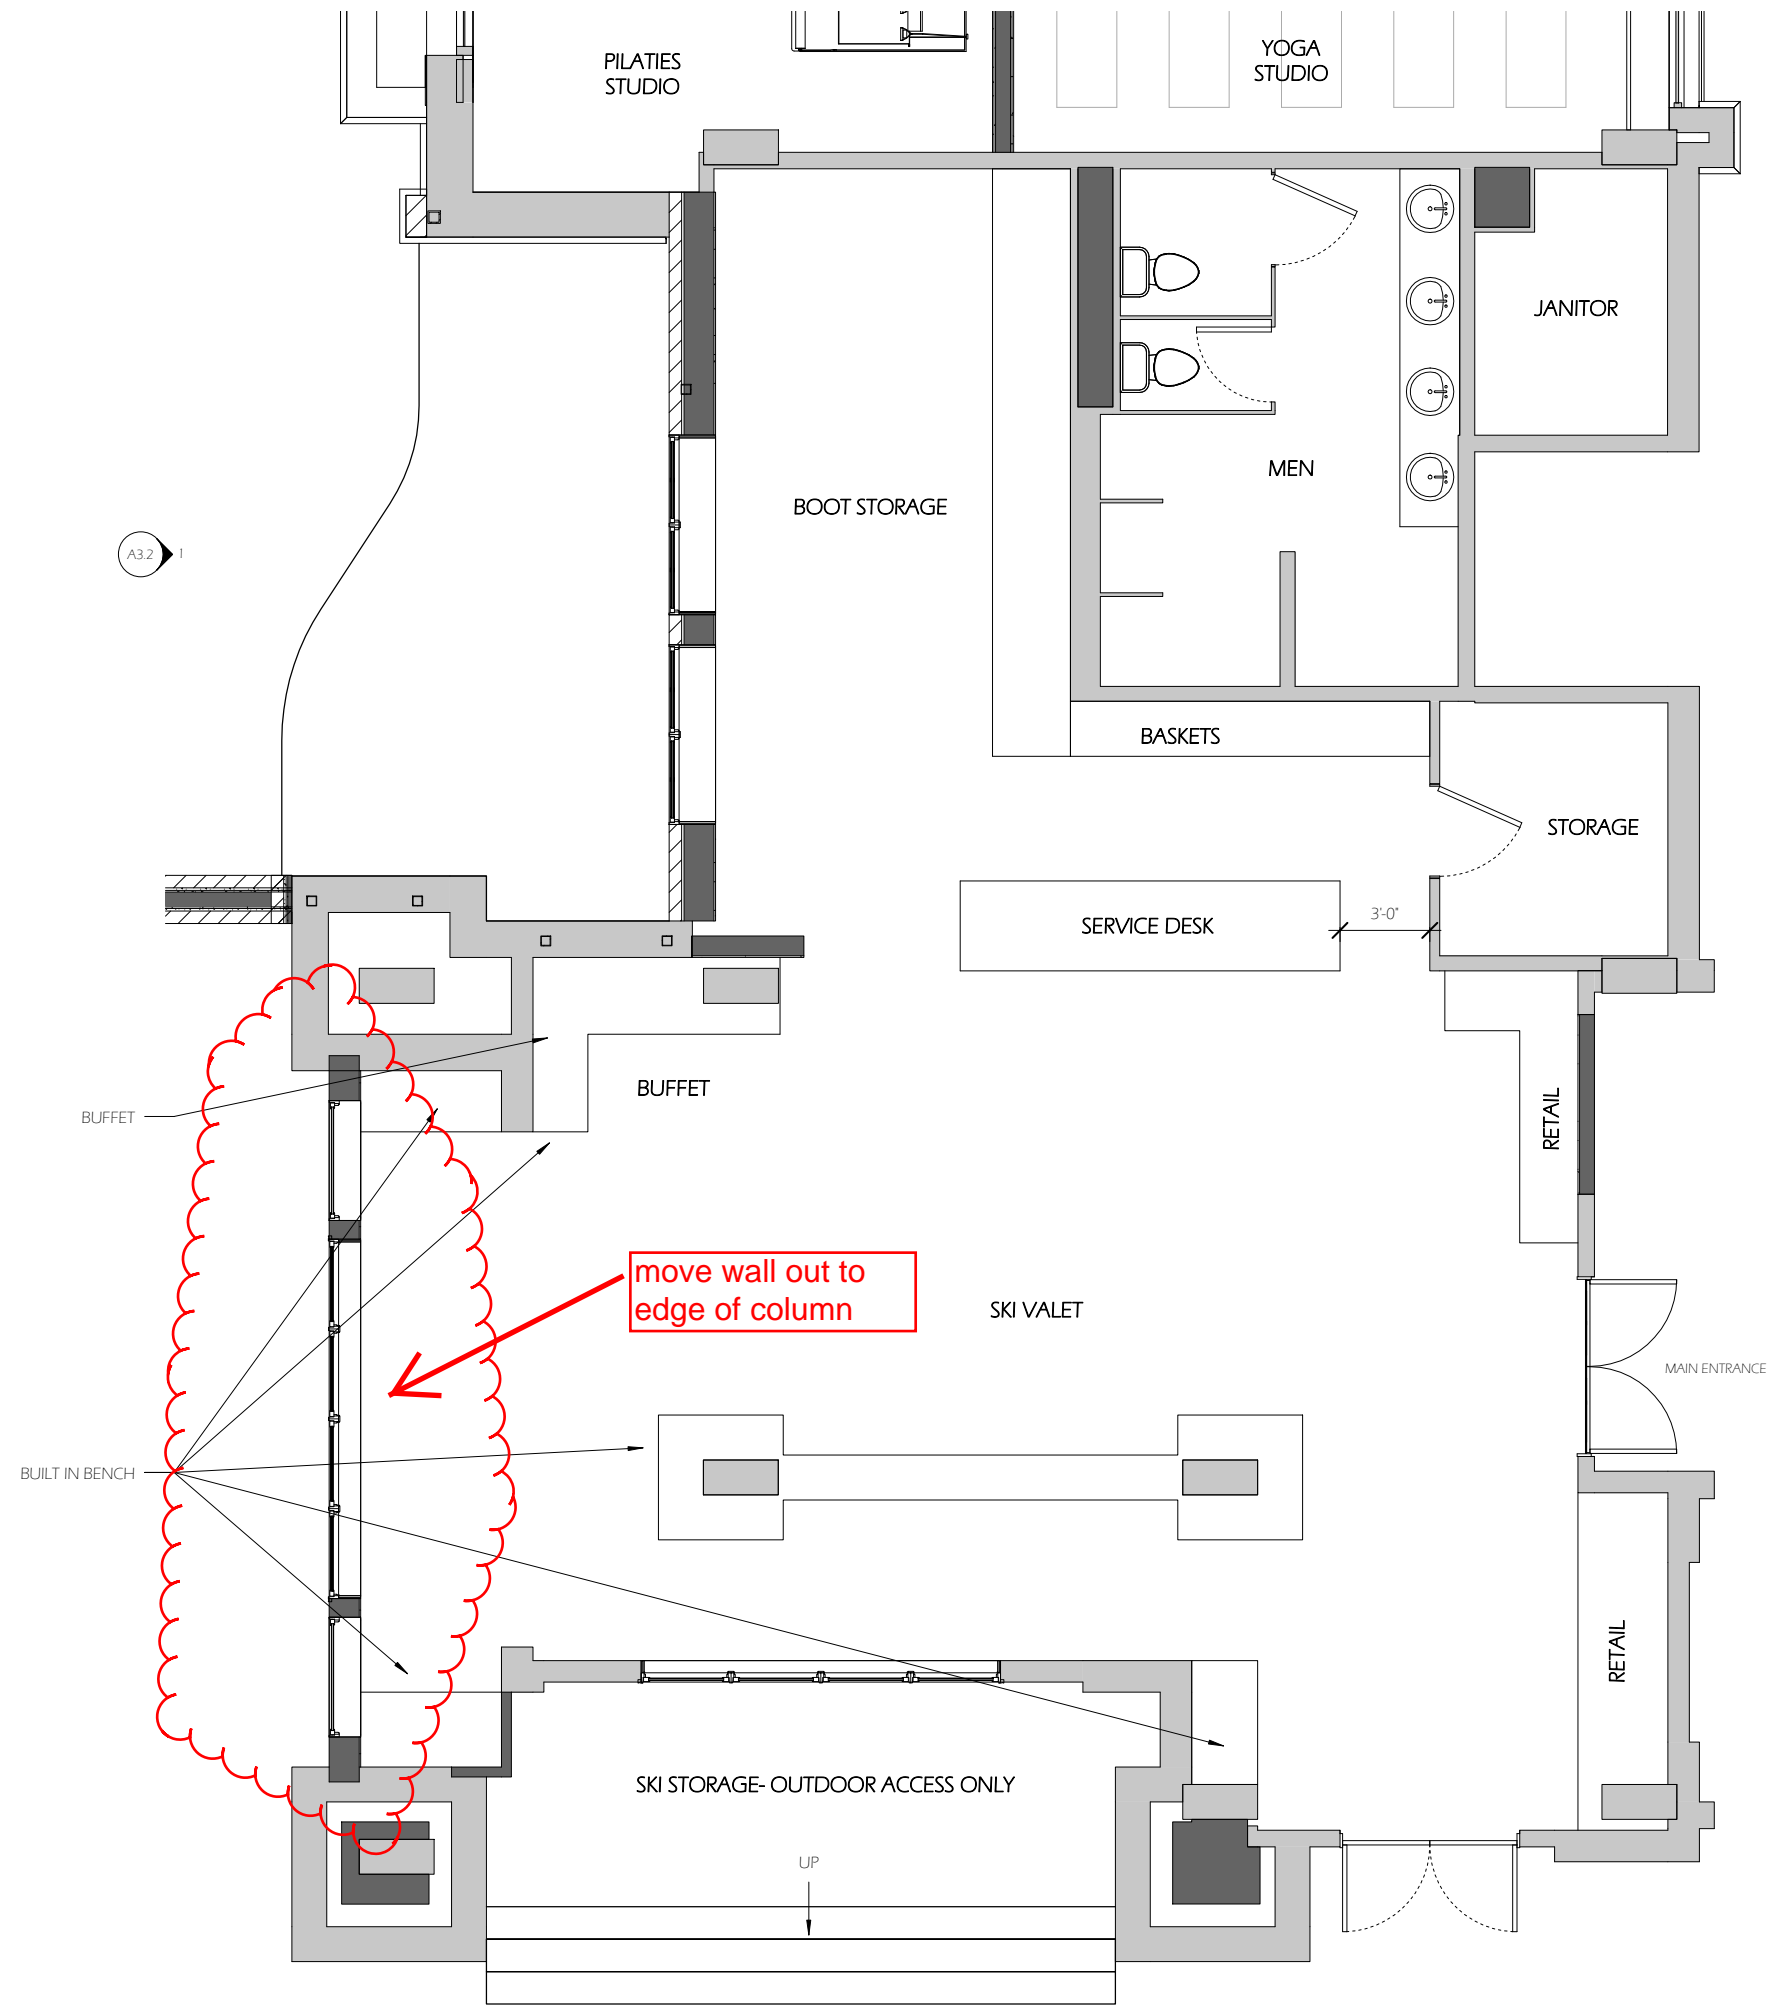 PILATIES
STUDIO
YOGA
STUDIO
JANITOR
MEN
BOOT STORAGE
A3.2
1
BASKETS
STORAGE
3'-0"
SERVICE DESK
BUFFET
BUFFET
RETAIL
move wall out to
edge of column
SKI VALET
MAIN ENTRANCE
BUILT IN BENCH
RETAIL
SKI STORAGE- OUTDOOR ACCESS ONLY
UP